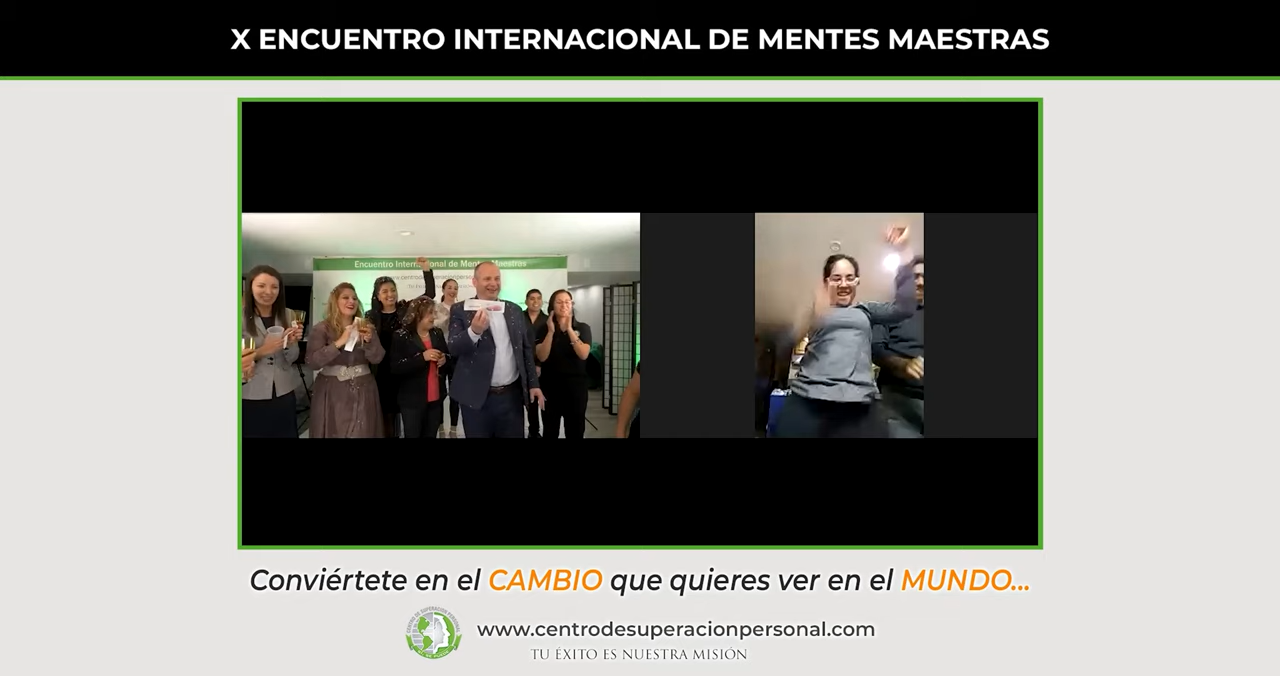 X ENCUENTRO INTERNACIONAL DE MENTES MAESTRAS
Encuentro Internacional de Mentes Maestras
Conviértete en el CAMBIO que quieres ver en el MUNDO...
www.centrodesuperacionpersonal.com
TU ÉXITO ES NUESTRA MISIÓN